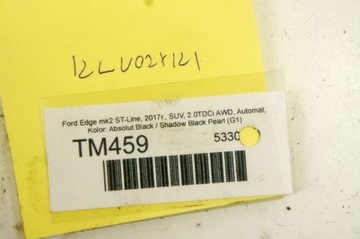 12LV02X121
Ford Edge mk2 ST-Line, 2017r., SUV, 2.0TDCi AWD, Automat,
Kolor: Absolut Black / Shadow Black Pearl (G1)
TM459 5330